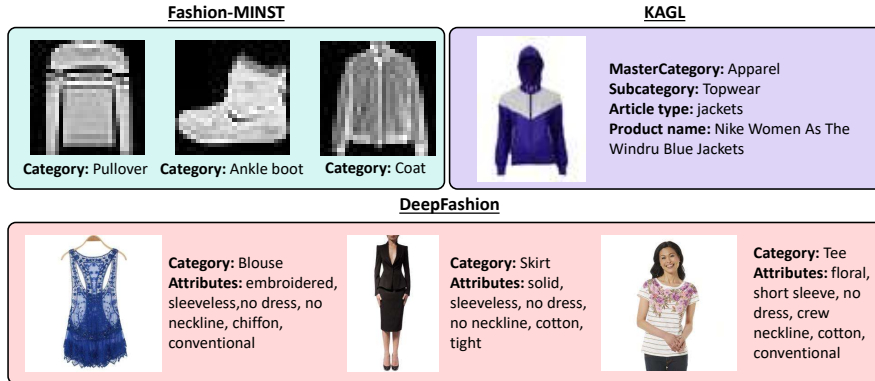 Fashion-MINST
KAGL
Category: Pullover
Category: Ankle boot
Category: Coat
MasterCategory: Apparel
Subcategory: Topwear
Article type: jackets
Product name: Nike Women As The
Windru Blue Jackets
DeepFashion
Category: Blouse
Attributes: embroidered,
sleeveless,no dress, no
neckline, chiffon,
conventional
Category: Skirt
Attributes: solid,
sleeveless, no dress,
no neckline, cotton,
tight
Category: Tee
Attributes: floral,
short sleeve, no
dress, crew
neckline, cotton,
conventional